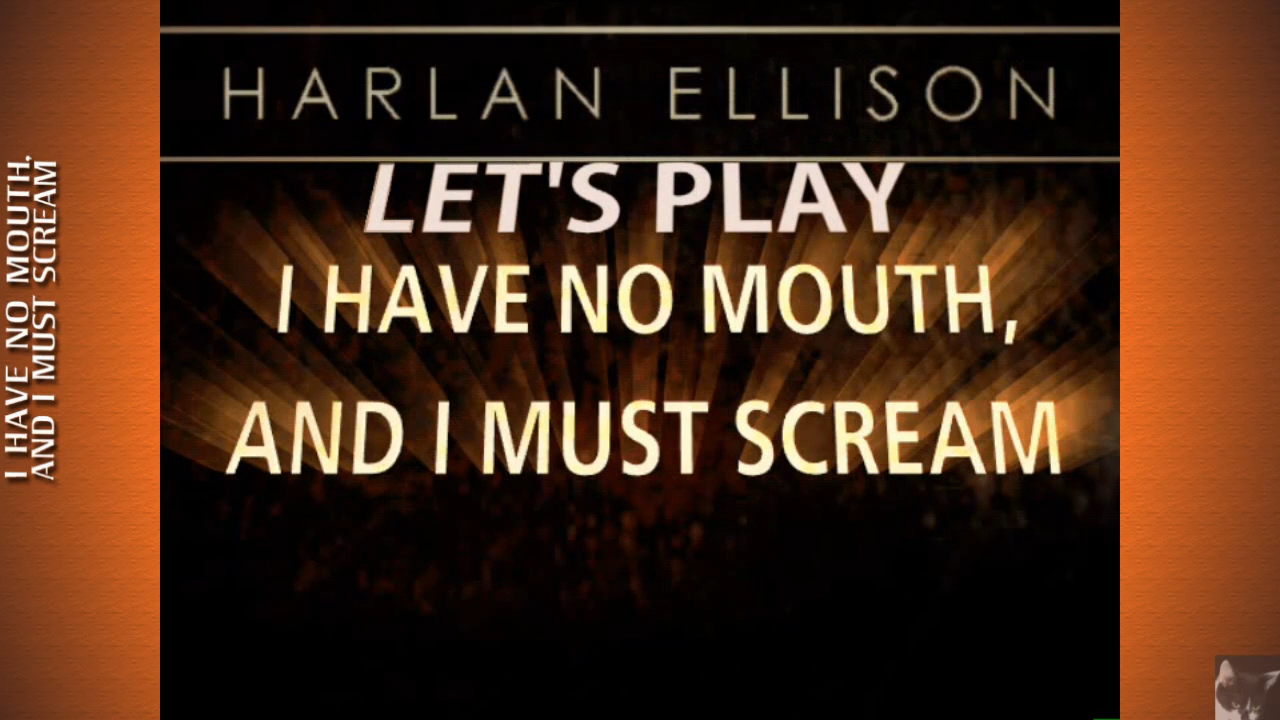 HARLAN ELLISON
LET'S PLAY
I HAVE NO MOUTH,
AND I MUST SCREAM
I HAVE NO MOUTH,
AND I MUST SCREAM